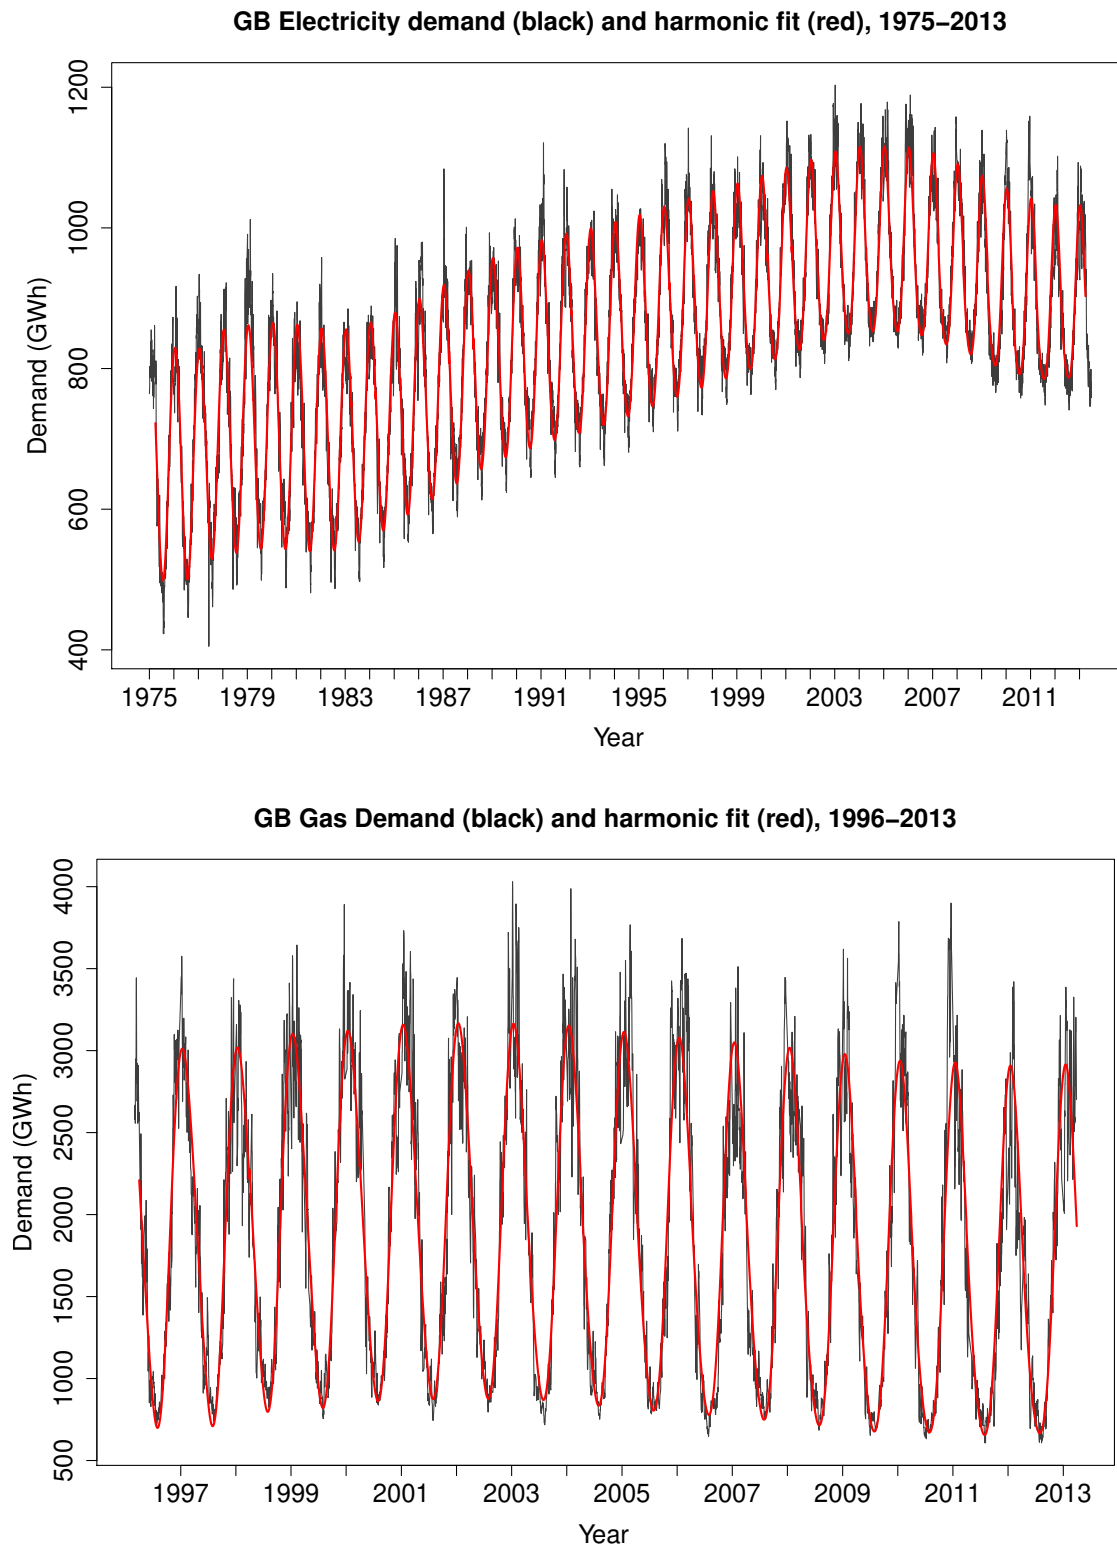 GB Electricity demand (black) and harmonic fit (red), 1975−2013
1200
1000
800
600
400
Demand (GWh)
1975 1979 1983 1987 1991 1995 1999 2003 2007 2011
Year
GB Gas Demand (black) and harmonic fit (red), 1996−2013
4000
3500
3000
2500
2000
1500
1000
500
Demand (GWh)
1997 1999 2001 2003 2005 2007 2009 2011 2013
Year